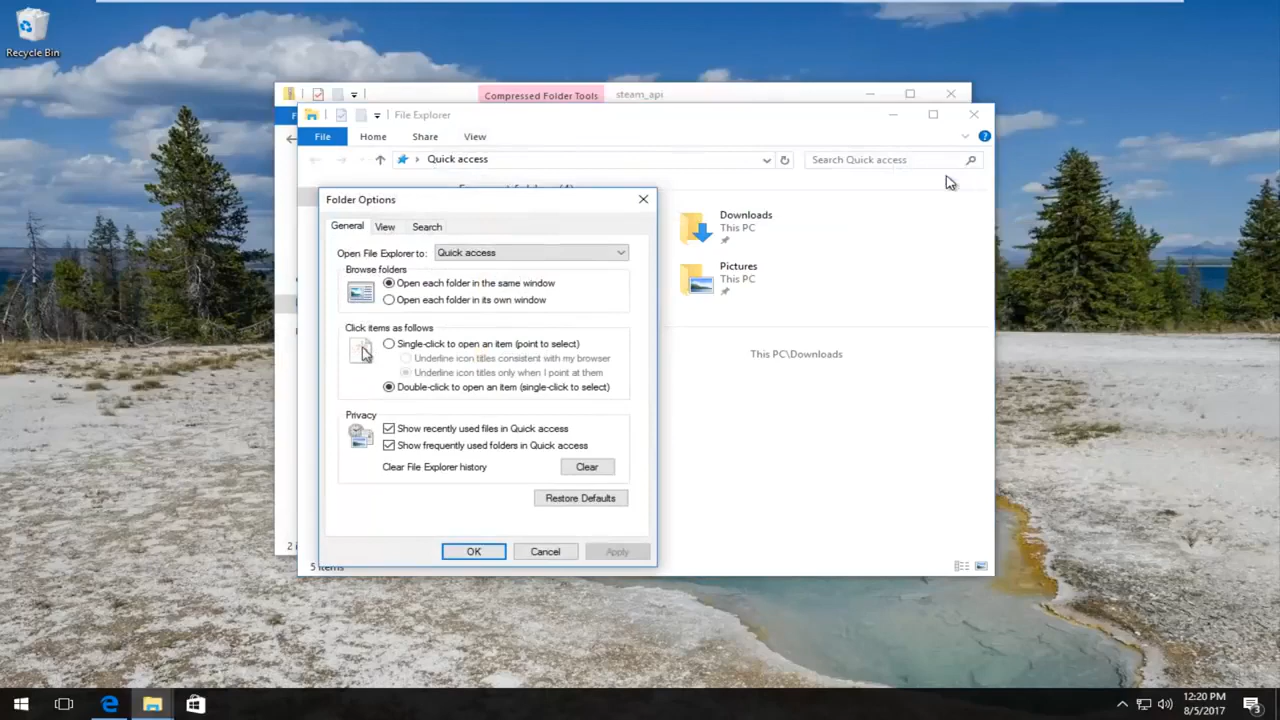 Recycle Bin
Compressed Folder Tools
steam_api
F
File Explorer
File
Home
Share
View
Quick access
Search Quick access
Folder Options
General
View
Search
Open File Explorer to:
Quick access
Browse folders
Open each folder in the same window
Open each folder in its own window
Click items as follows
Single-click to open an item (point to select)
Underline icon titles consistent with my browser
Underline icon titles only when I point at them
Double-click to open an item (single-click to select)
Privacy
Show recently used files in Quick access
Show frequently used folders in Quick access
Clear File Explorer history
Clear
Restore Defaults
OK
Cancel
Apply
Downloads
This PC
Pictures
This PC
This PC\Downloads
2 i
5 items
12:20 PM
8/5/2017
3